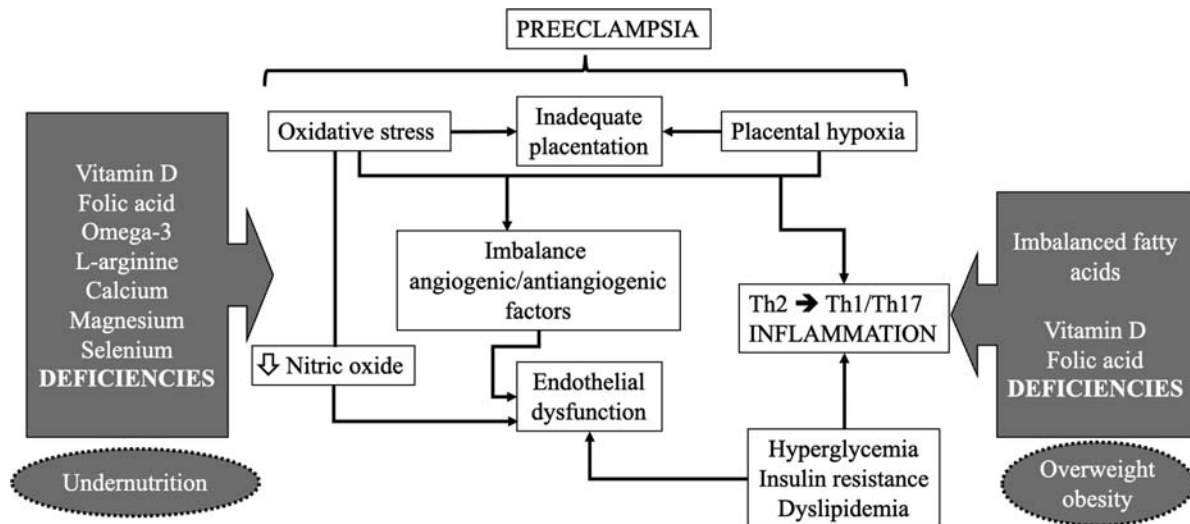 PREECLAMPSIA
Oxidative stress
Inadequate
placentation
Placental hypoxia
Vitamin D
Folic acid
Omega-3
L-arginine
Calcium
Magnesium
Selenium
DEFICIENCIES
Undernutrition
Imbalance
angiogenic/antiangiogenic
factors
Th2 → Th1/Th17
INFLAMMATION
Imbalanced fatty
acids
Vitamin D
Folic acid
DEFICIENCIES
Overweight
obesity
⇩ Nitric oxide
Endothelial
dysfunction
Hyperglycemia
Insulin resistance
Dyslipidemia